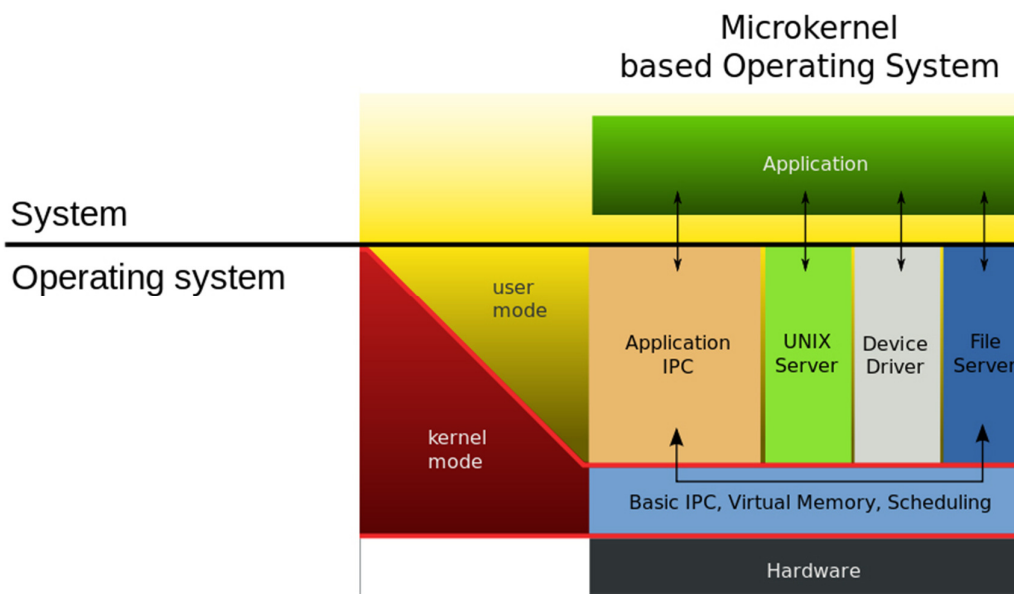 Microkernel
based Operating System
Application
System
Operating system
user
mode
kernel
mode
Application
IPC
UNIX
Server
Device
Driver
File
Server
Basic IPC, Virtual Memory, Scheduling
Hardware